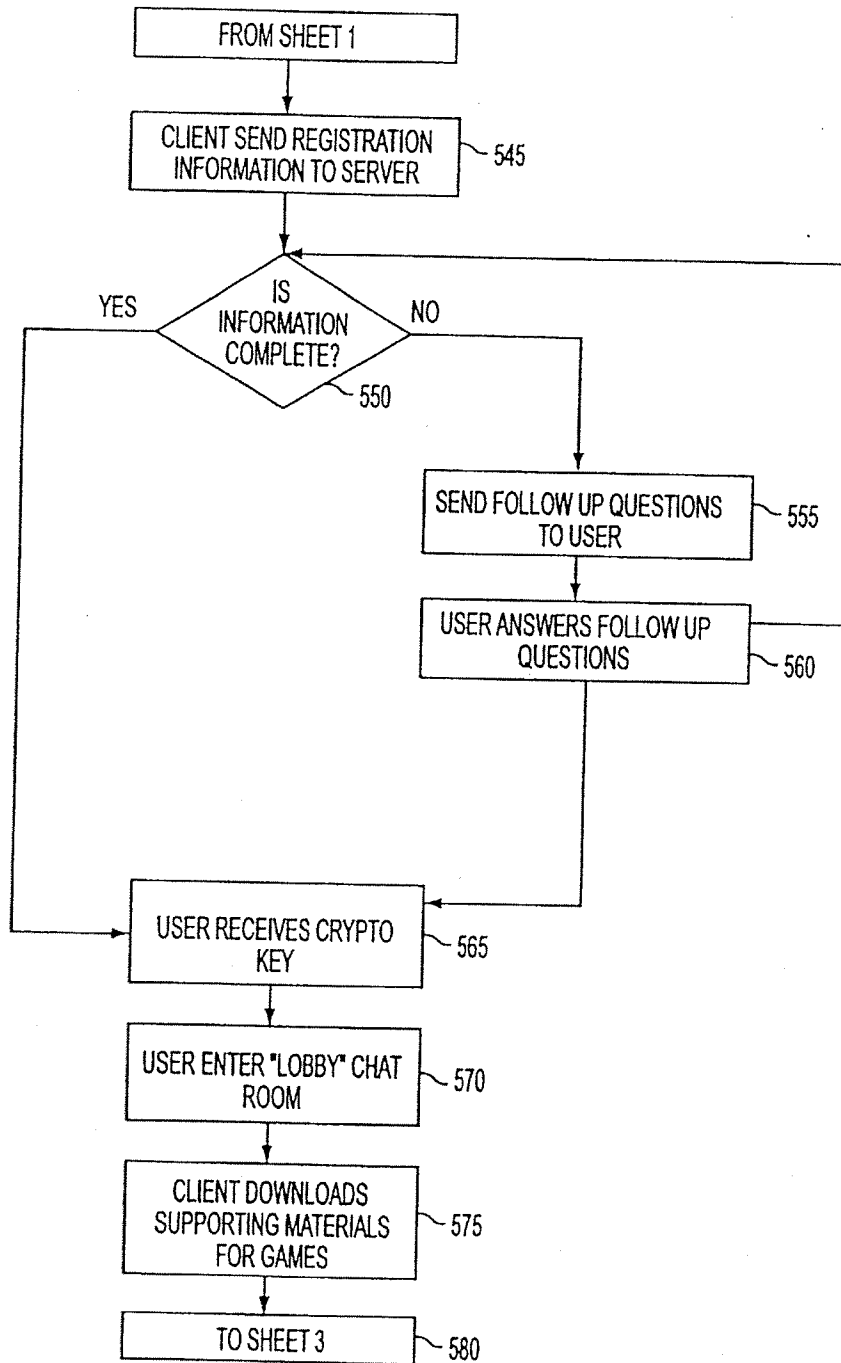 FROM SHEET 1
CLIENT SEND REGISTRATION
INFORMATION TO SERVER
545
YES
IS
INFORMATION
COMPLETE?
NO
550
SEND FOLLOW UP QUESTIONS
TO USER
555
USER ANSWERS FOLLOW UP
QUESTIONS
560
USER RECEIVES CRYPTO
KEY
565
USER ENTER "LOBBY" CHAT
ROOM
570
CLIENT DOWNLOADS
SUPPORTING MATERIALS
FOR GAMES
575
TO SHEET 3
580